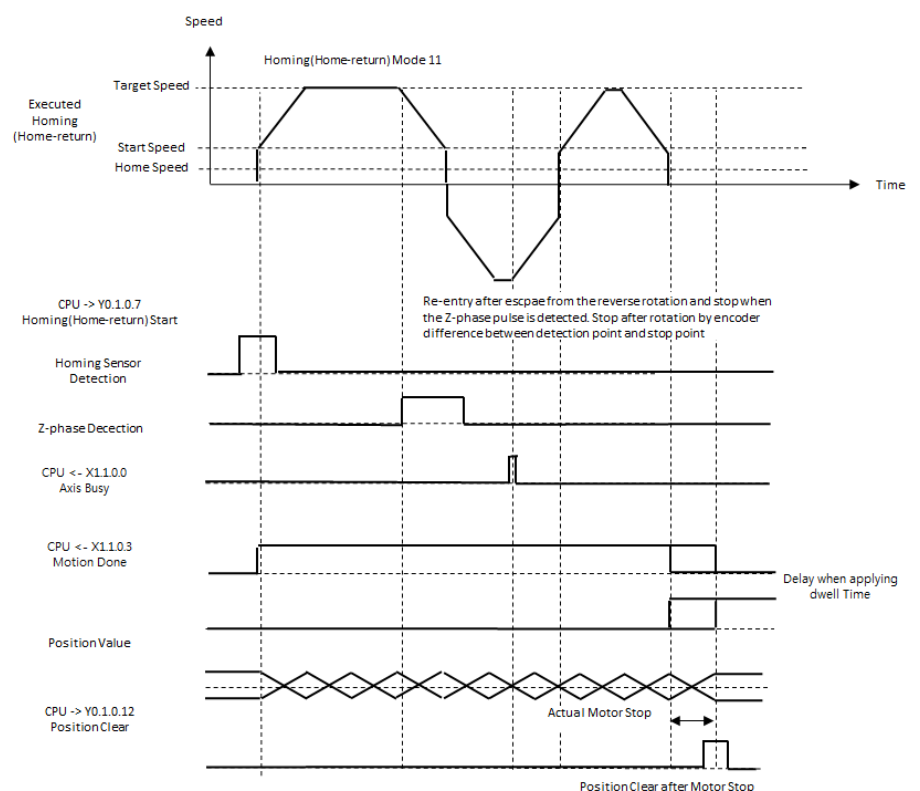 Speed
Homing(Home-return) Mode 11
Target Speed
Executed
Homing
(Home-return)
Start Speed
Home Speed
Time
CPU -> Y0.1.0.7
Homing(Home-return) Start
Re-entry after escpae from the reverse rotation and stop when
the Z-phase pulse is detected. Stop after rotation by encoder
difference between detection point and stop point
Homing Sensor
Detection
Z-phase Decection
CPU <- X1.1.0.0
Axis Busy
CPU <- X1.1.0.3
Motion Done
Delay when applying
dwell Time
Position Value
CPU -> Y0.1.0.12
Position Clear
Actual Motor Stop
Position Clear after Motor Stop